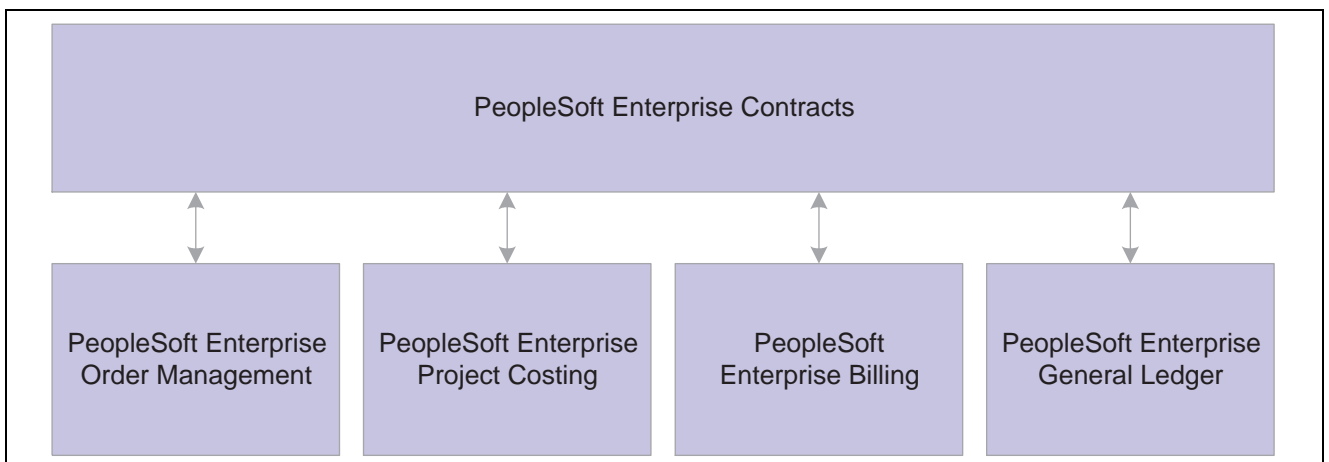 PeopleSoft Enterprise Contracts
PeopleSoft Enterprise
Order Management
PeopleSoft Enterprise
Project Costing
PeopleSoft
Enterprise Billing
PeopleSoft Enterprise
General Ledger